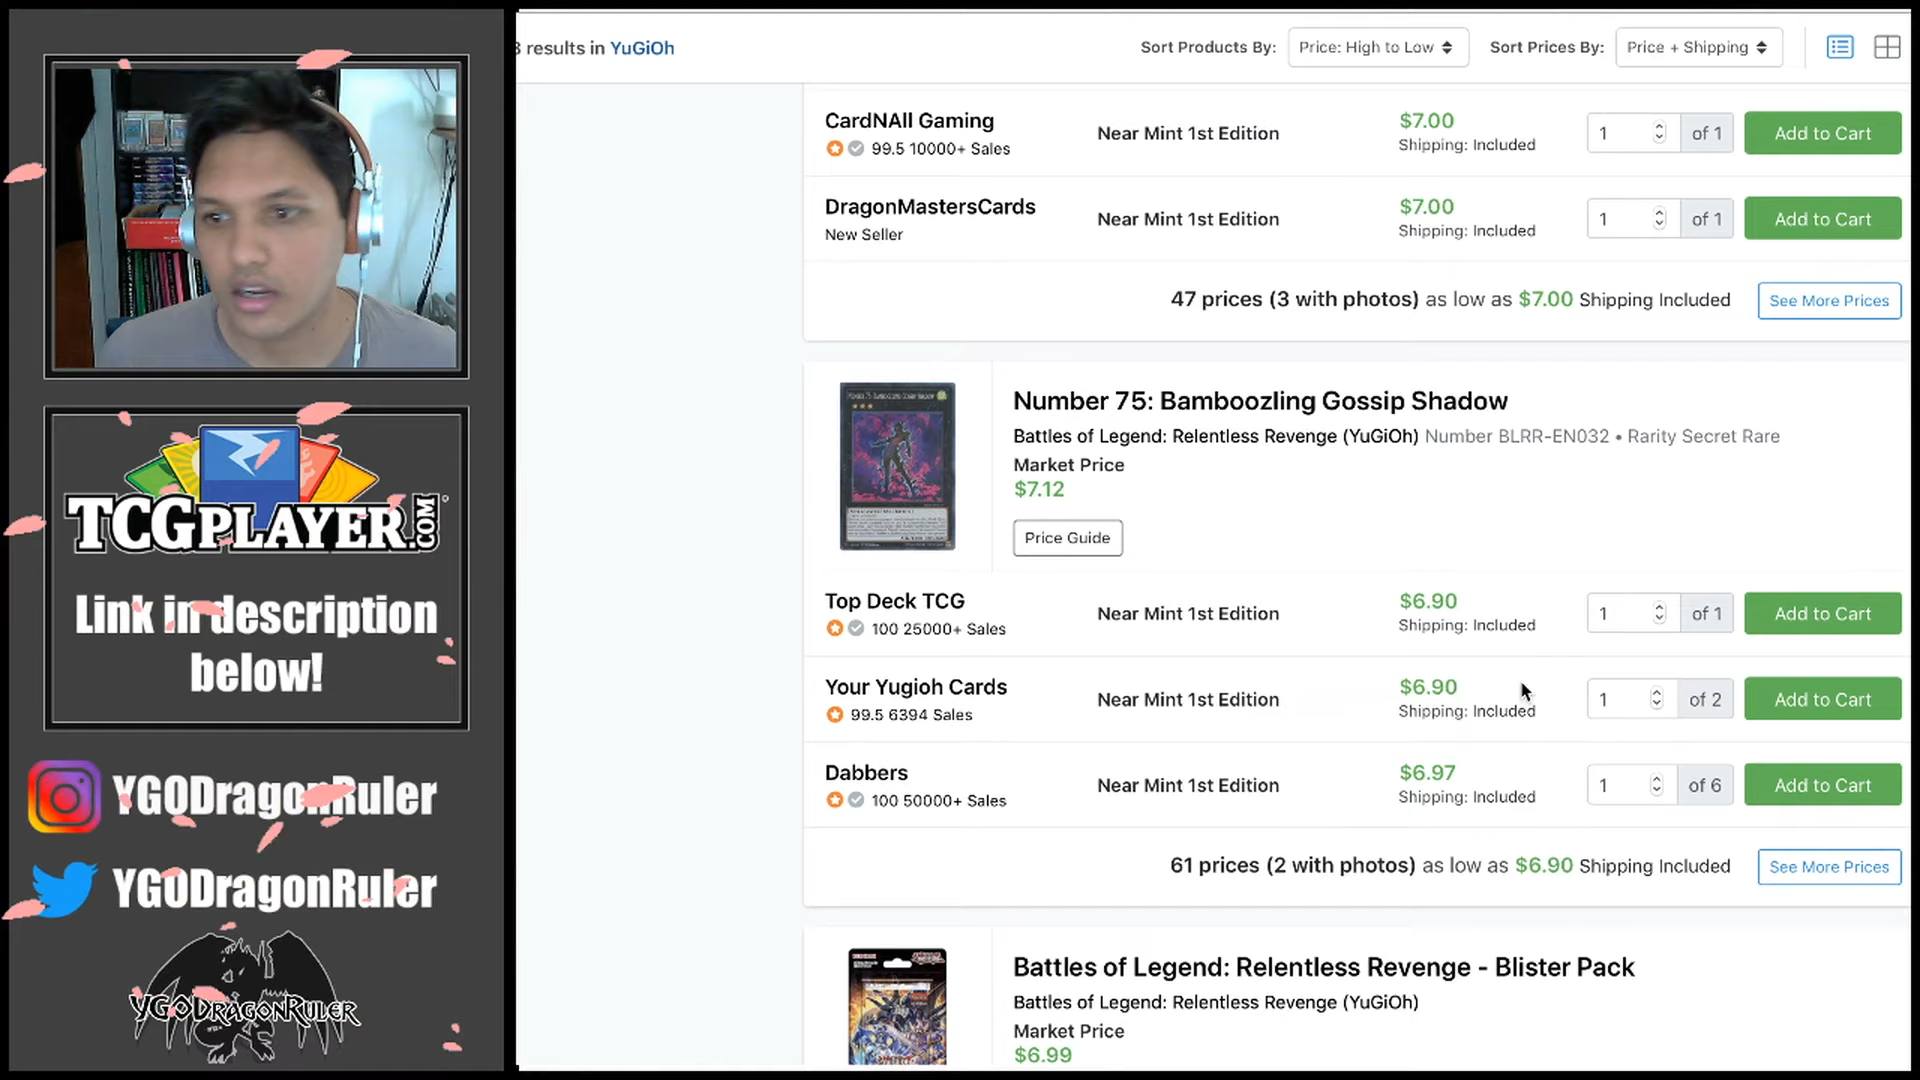 TCGPLAYER.COM
Link in description
below!
YGODragonRuler
YGODragonRuler
YGODRAGONRULER
3 results in YuGiOh
Sort Products By:
Price: High to Low
Sort Prices By:
Price + Shipping
CardNAll Gaming
99.5 10000+ Sales
Near Mint 1st Edition
$7.00
Shipping: Included
1
of 1
Add to Cart
DragonMastersCards
New Seller
Near Mint 1st Edition
$7.00
Shipping: Included
1
of 1
Add to Cart
47 prices (3 with photos) as low as $7.00 Shipping Included
See More Prices
Number 75: Bamboozling Gossip Shadow
Battles of Legend: Relentless Revenge (YuGiOh) Number BLRR-EN032 • Rarity Secret Rare
Market Price
$7.12
Price Guide
Top Deck TCG
100 25000+ Sales
Near Mint 1st Edition
$6.90
Shipping: Included
1
of 1
Add to Cart
Your Yugioh Cards
99.5 6394 Sales
Near Mint 1st Edition
$6.90
Shipping: Included
1
of 2
Add to Cart
Dabbers
100 50000+ Sales
Near Mint 1st Edition
$6.97
Shipping: Included
1
of 6
Add to Cart
61 prices (2 with photos) as low as $6.90 Shipping Included
See More Prices
Battles of Legend: Relentless Revenge - Blister Pack
Battles of Legend: Relentless Revenge (YuGiOh)
Market Price
$6.99